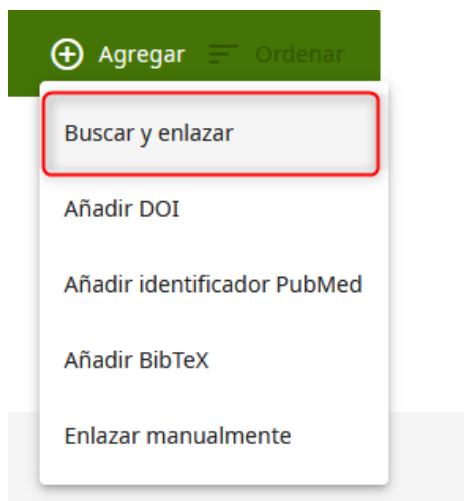 Agregar Ordenar
Buscar y enlazar
Añadir DOI
Añadir identificador PubMed
Añadir BibTeX
Enlazar manualmente